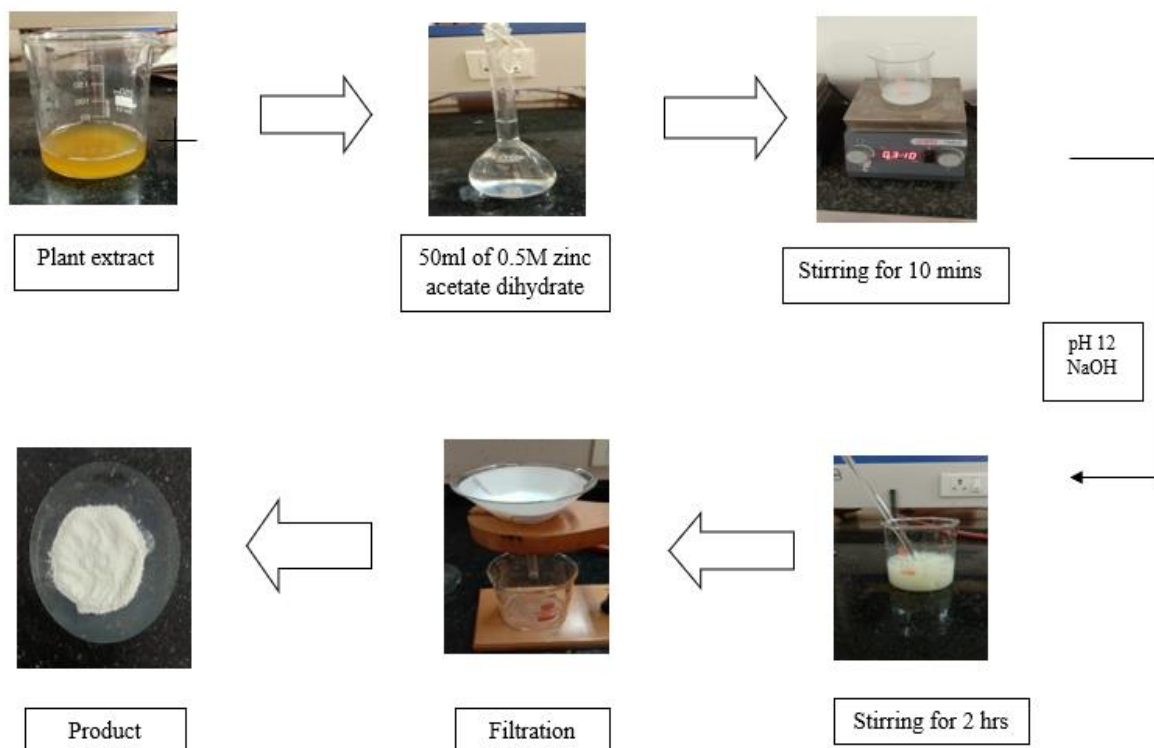 Plant extract
50ml of 0.5M zinc
acetate dihydrate
Stirring for 10 mins
pH 12
NaOH
Stirring for 2 hrs
Filtration
Product